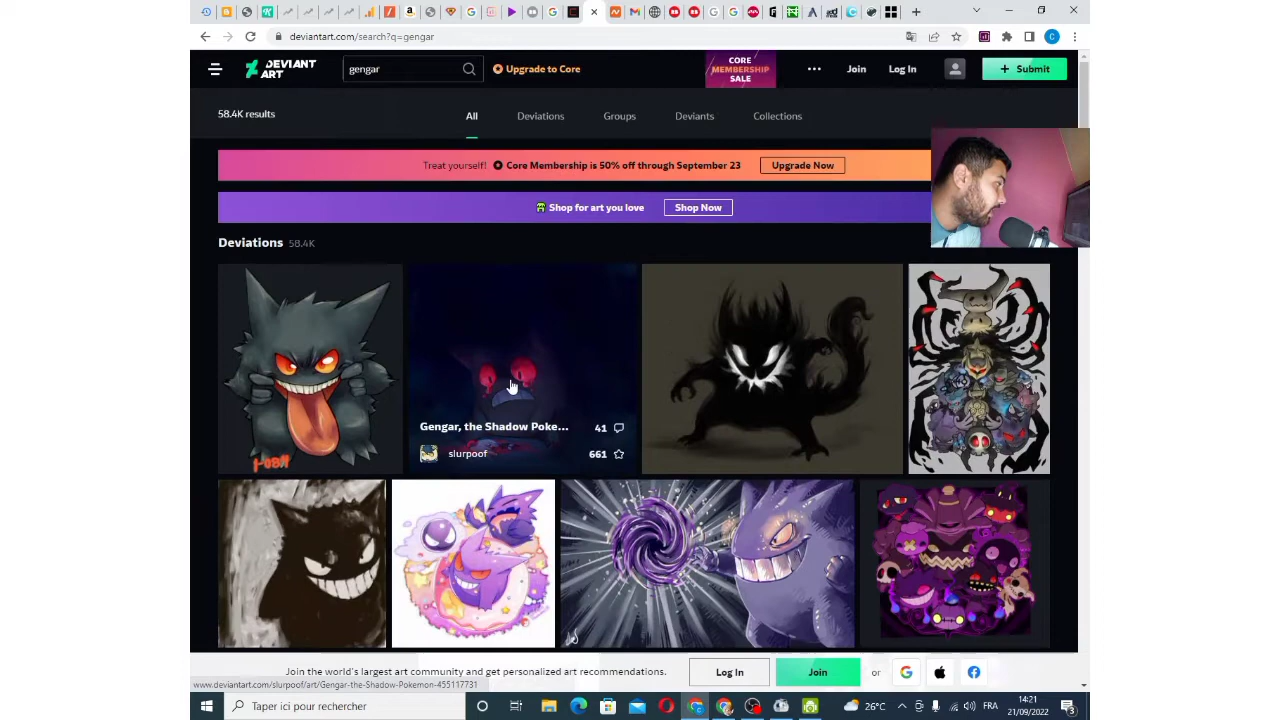 deviantart.com/search?q=gengar
DEVIANT ART
gengar
Upgrade to Core
CORE
MEMBERSHIP
SALE
Join
Log In
+ Submit
58.4K results
All
Deviations
Groups
Deviants
Collections
Treat yourself! Core Membership is 50% off through September 23
Upgrade Now
Shop for art you love
Shop Now
Deviations 58.4K
Gengar, the Shadow Poke...
41
slurpoof
661
Join the world's largest art community and get personalized art recommendations.
Log In
Join
or
www.deviantart.com/slurpoof/art/Gengar-the-Shadow-Pokemon-455117731
Taper ici pour rechercher
26°C
FRA
14:21
21/09/2022
3